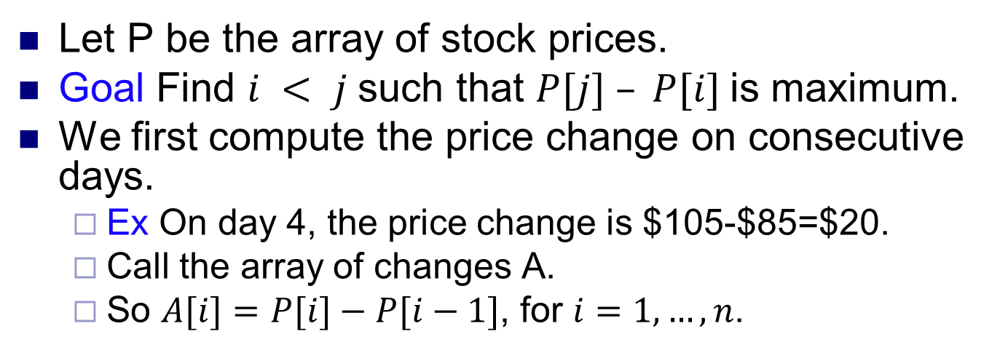 Let P be the array of stock prices.
Goal Find i < j such that P[j] – P[i] is maximum.
We first compute the price change on consecutive
days.
Ex On day 4, the price change is $105-$85=$20.
Call the array of changes A.
So A[i] = P[i] − P[i − 1], for i = 1, … , n.